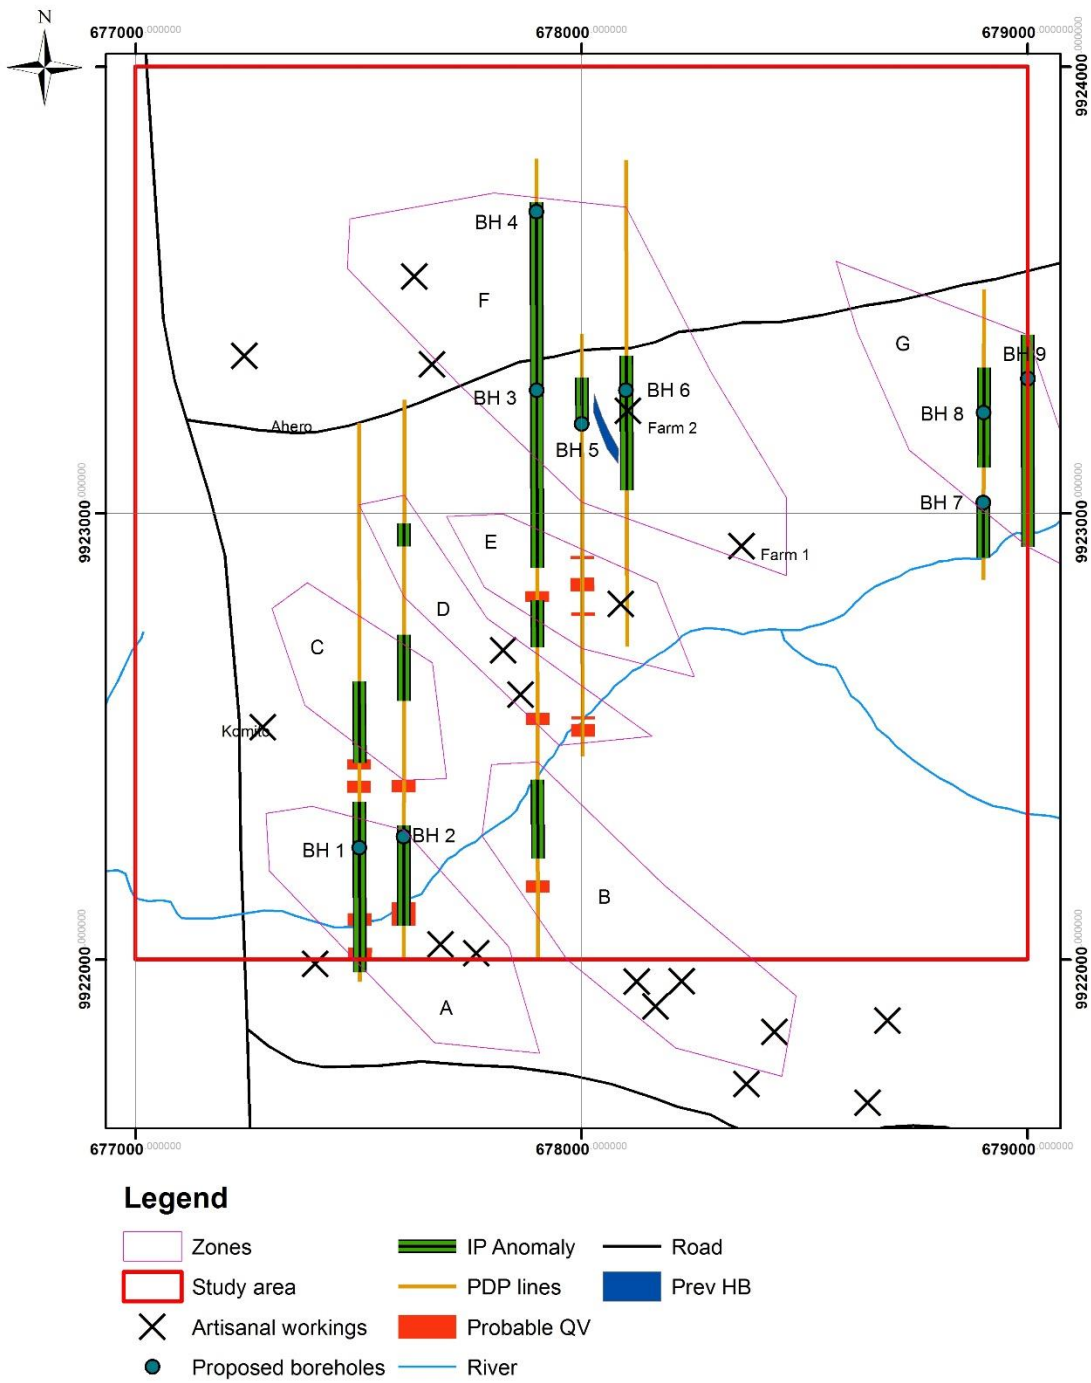 N
677000.000000
678000.000000
679000.000000
9924000.000000
BH 4
F
G
BH 9
BH 3
BH 6
BH 8
Ahero
Farm 2
BH 5
BH 7
9923000.000000
9923000.000000
E
Farm 1
D
C
Komito
BH 2
BH 1
B
9922000.000000
9922000.000000
A
677000.000000
678000.000000
679000.000000
Legend
Zones
IP Anomaly
Road
Study area
PDP lines
Prev HB
Artisanal workings
Probable QV
Proposed boreholes
River